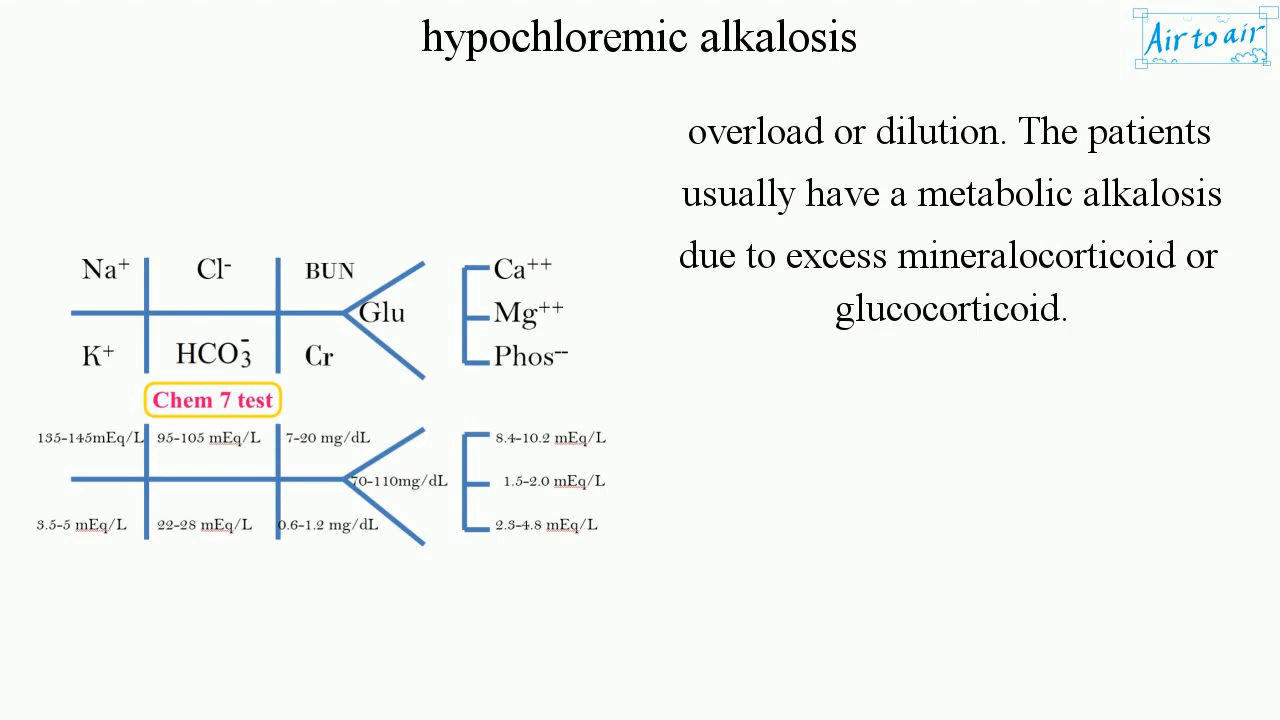 hypochloremic alkalosis
Air to air
overload or dilution. The patients
usually have a metabolic alkalosis
due to excess mineralocorticoid or
glucocorticoid.
Na⁺ Cl⁻ BUN
Glu
K⁺ HCO₃⁻ Cr
Ca⁺⁺
Mg⁺⁺
Phos⁻⁻
Chem 7 test
135-145mEq/L 95-105 mEq/L 7-20 mg/dL
70-110mg/dL
3.5-5 mEq/L 22-28 mEq/L 0.6-1.2 mg/dL
8.4-10.2 mEq/L
1.5-2.0 mEq/L
2.3-4.8 mEq/L